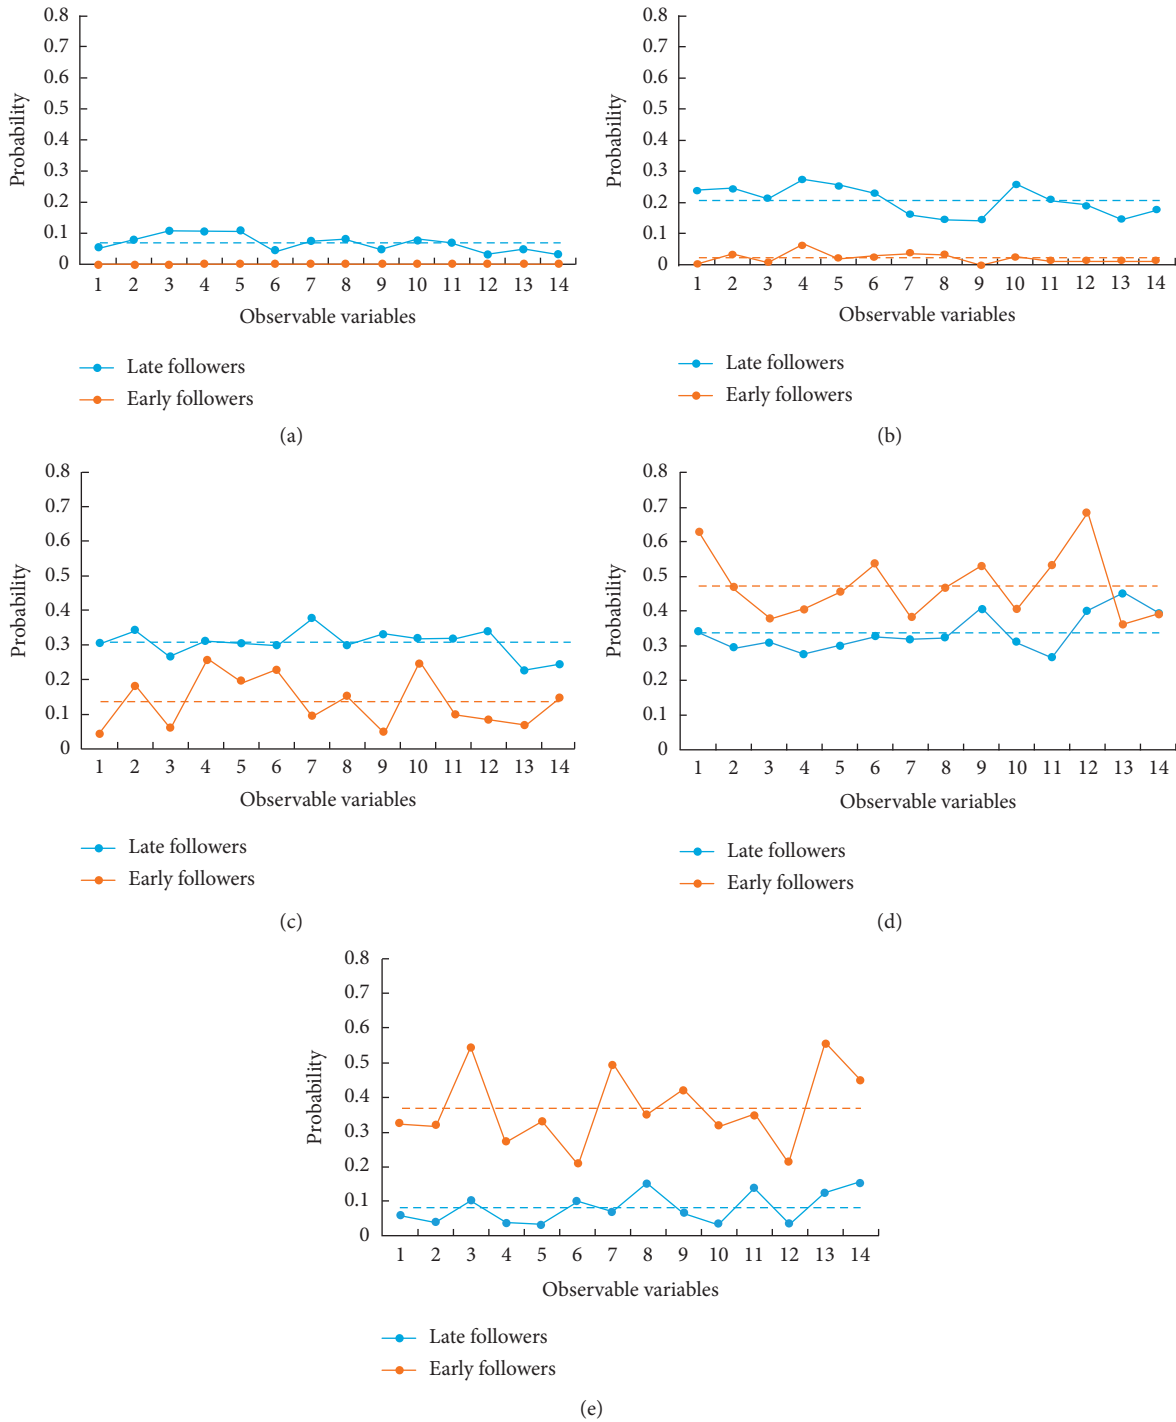 0.8
0.7
0.6
0.5
0.4
0.3
0.2
0.1
0
Probability
1 2 3 4 5 6 7 8 9 10 11 12 13 14
Observable variables
Late followers
Early followers
(a)
0.8
0.7
0.6
0.5
0.4
0.3
0.2
0.1
0
Probability
1 2 3 4 5 6 7 8 9 10 11 12 13 14
Observable variables
Late followers
Early followers
(b)
0.8
0.7
0.6
0.5
0.4
0.3
0.2
0.1
0
Probability
1 2 3 4 5 6 7 8 9 10 11 12 13 14
Observable variables
Late followers
Early followers
(c)
0.8
0.7
0.6
0.5
0.4
0.3
0.2
0.1
0
Probability
1 2 3 4 5 6 7 8 9 10 11 12 13 14
Observable variables
Late followers
Early followers
(d)
0.8
0.7
0.6
0.5
0.4
0.3
0.2
0.1
0
Probability
1 2 3 4 5 6 7 8 9 10 11 12 13 14
Observable variables
Late followers
Early followers
(e)